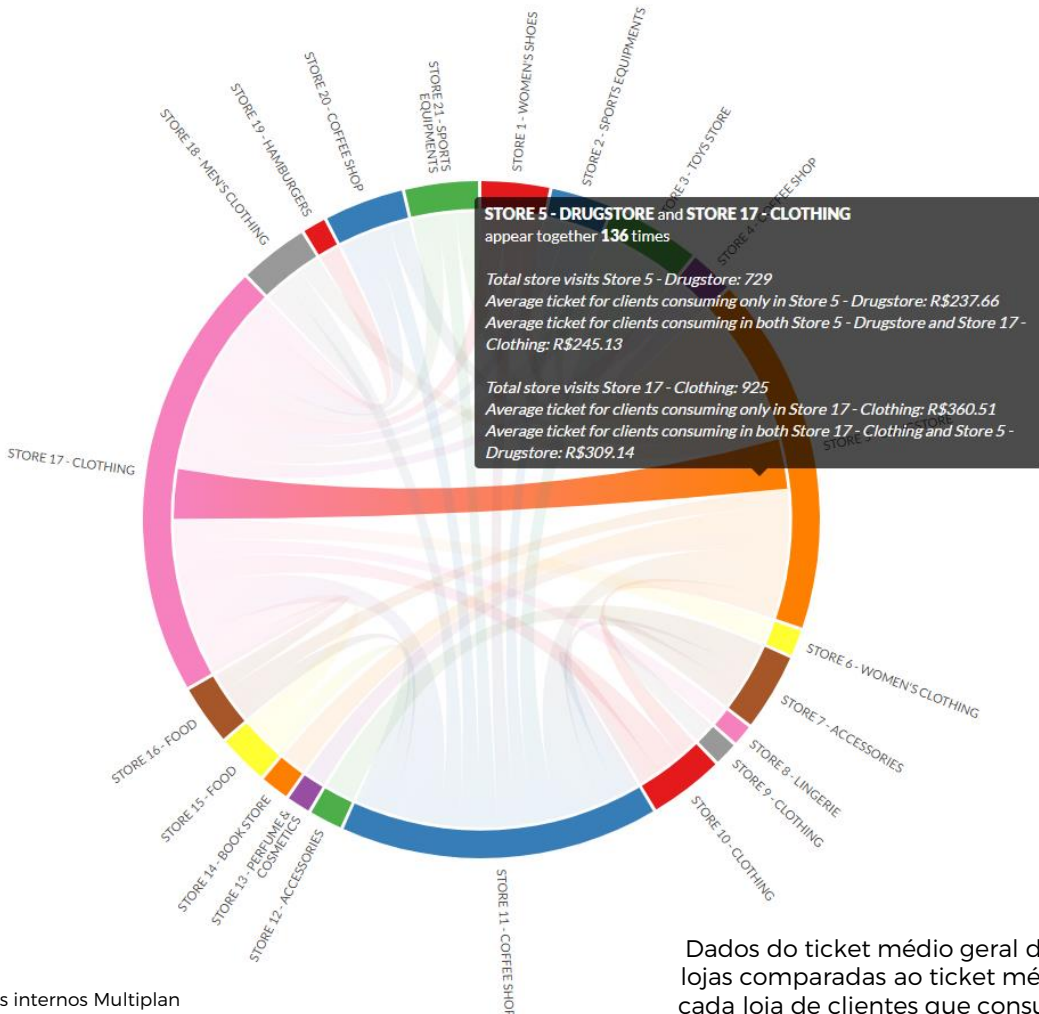 STORE 1 - WOMEN'S SHOES
STORE 2 - SPORTS EQUIPMENTS
STORE 3 - TOYS STORE
STORE 4 - COFFEE SHOP
STORE 21 - SPORTS
EQUIPMENTS
STORE 20 - COFFEE SHOP
STORE 19 - HAMBURGERS
STORE 18 - MEN'S CLOTHING
STORE 5 - DRUGSTORE and STORE 17 - CLOTHING
appear together 136 times
Total store visits Store 5 - Drugstore: 729
Average ticket for clients consuming only in Store 5 - Drugstore: R$237.66
Average ticket for clients consuming in both Store 5 - Drugstore and Store 17 -
Clothing: R$245.13
Total store visits Store 17 - Clothing: 925
Average ticket for clients consuming only in Store 17 - Clothing: R$360.51
Average ticket for clients consuming in both Store 17 - Clothing and Store 5 -
Drugstore: R$309.14
STORE 5 - DRUGSTORE
STORE 17 - CLOTHING
STORE 6 - WOMEN'S CLOTHING
STORE 7 - ACCESSORIES
STORE 8 - LINGERIE
STORE 9 - CLOTHING
STORE 10 - CLOTHING
STORE 11 - COFFEE SHOP
STORE 12 - ACCESSORIES
STORE 13 - PERFUME &
COSMETICS
STORE 14 - BOOK STORE
STORE 15 - FOOD
STORE 16 - FOOD
Dados do ticket médio geral d
lojas comparadas ao ticket mé
cada loja de clientes que consu
s internos Multiplan